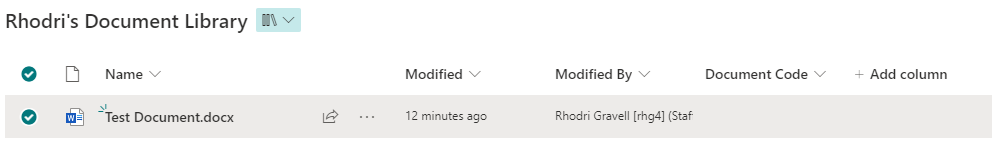 Rhodri's Document Library
Name Modified Modified By Document Code + Add column
Test Document.docx ... 12 minutes ago Rhodri Gravell [rhg4] (Staf